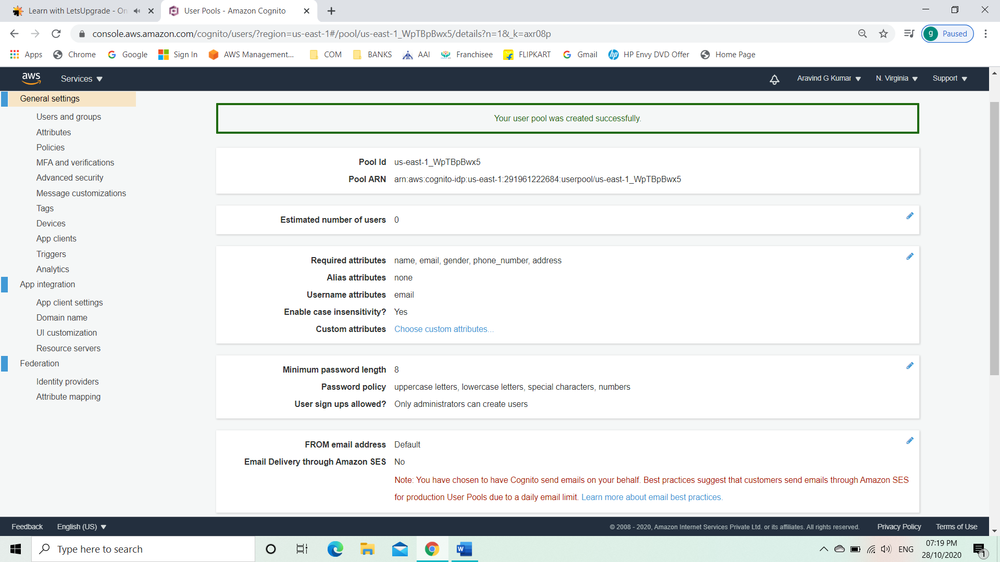 Learn with LetsUpgrade - On
User Pools - Amazon Cognito
console.aws.amazon.com/cognito/users/?region=us-east-1#/pool/us-east-1_WpTBpBwx5/details?n=1&_k=axr08p
g Paused
Apps Chrome Google Sign In AWS Management... COM BANKS AAI Franchisee FLIPKART Gmail HP Envy DVD Offer Home Page
aws Services Aravind G Kumar N. Virginia Support
General settings
Users and groups
Attributes
Policies
MFA and verifications
Advanced security
Message customizations
Tags
Devices
App clients
Triggers
Analytics
App integration
App client settings
Domain name
UI customization
Resource servers
Federation
Identity providers
Attribute mapping
Your user pool was created successfully.
Pool Id us-east-1_WpTBpBwx5
Pool ARN arn:aws:cognito-idp:us-east-1:291961222684:userpool/us-east-1_WpTBpBwx5
Estimated number of users 0
Required attributes name, email, gender, phone_number, address
Alias attributes none
Username attributes email
Enable case insensitivity? Yes
Custom attributes Choose custom attributes...
Minimum password length 8
Password policy uppercase letters, lowercase letters, special characters, numbers
User sign ups allowed? Only administrators can create users
FROM email address Default
Email Delivery through Amazon SES No
Note: You have chosen to have Cognito send emails on your behalf. Best practices suggest that customers send emails through Amazon SES
for production User Pools due to a daily email limit. Learn more about email best practices.
Feedback English (US) © 2008 - 2020, Amazon Internet Services Private Ltd. or its affiliates. All rights reserved. Privacy Policy Terms of Use
Type here to search
W
ENG
07:19 PM
28/10/2020
1